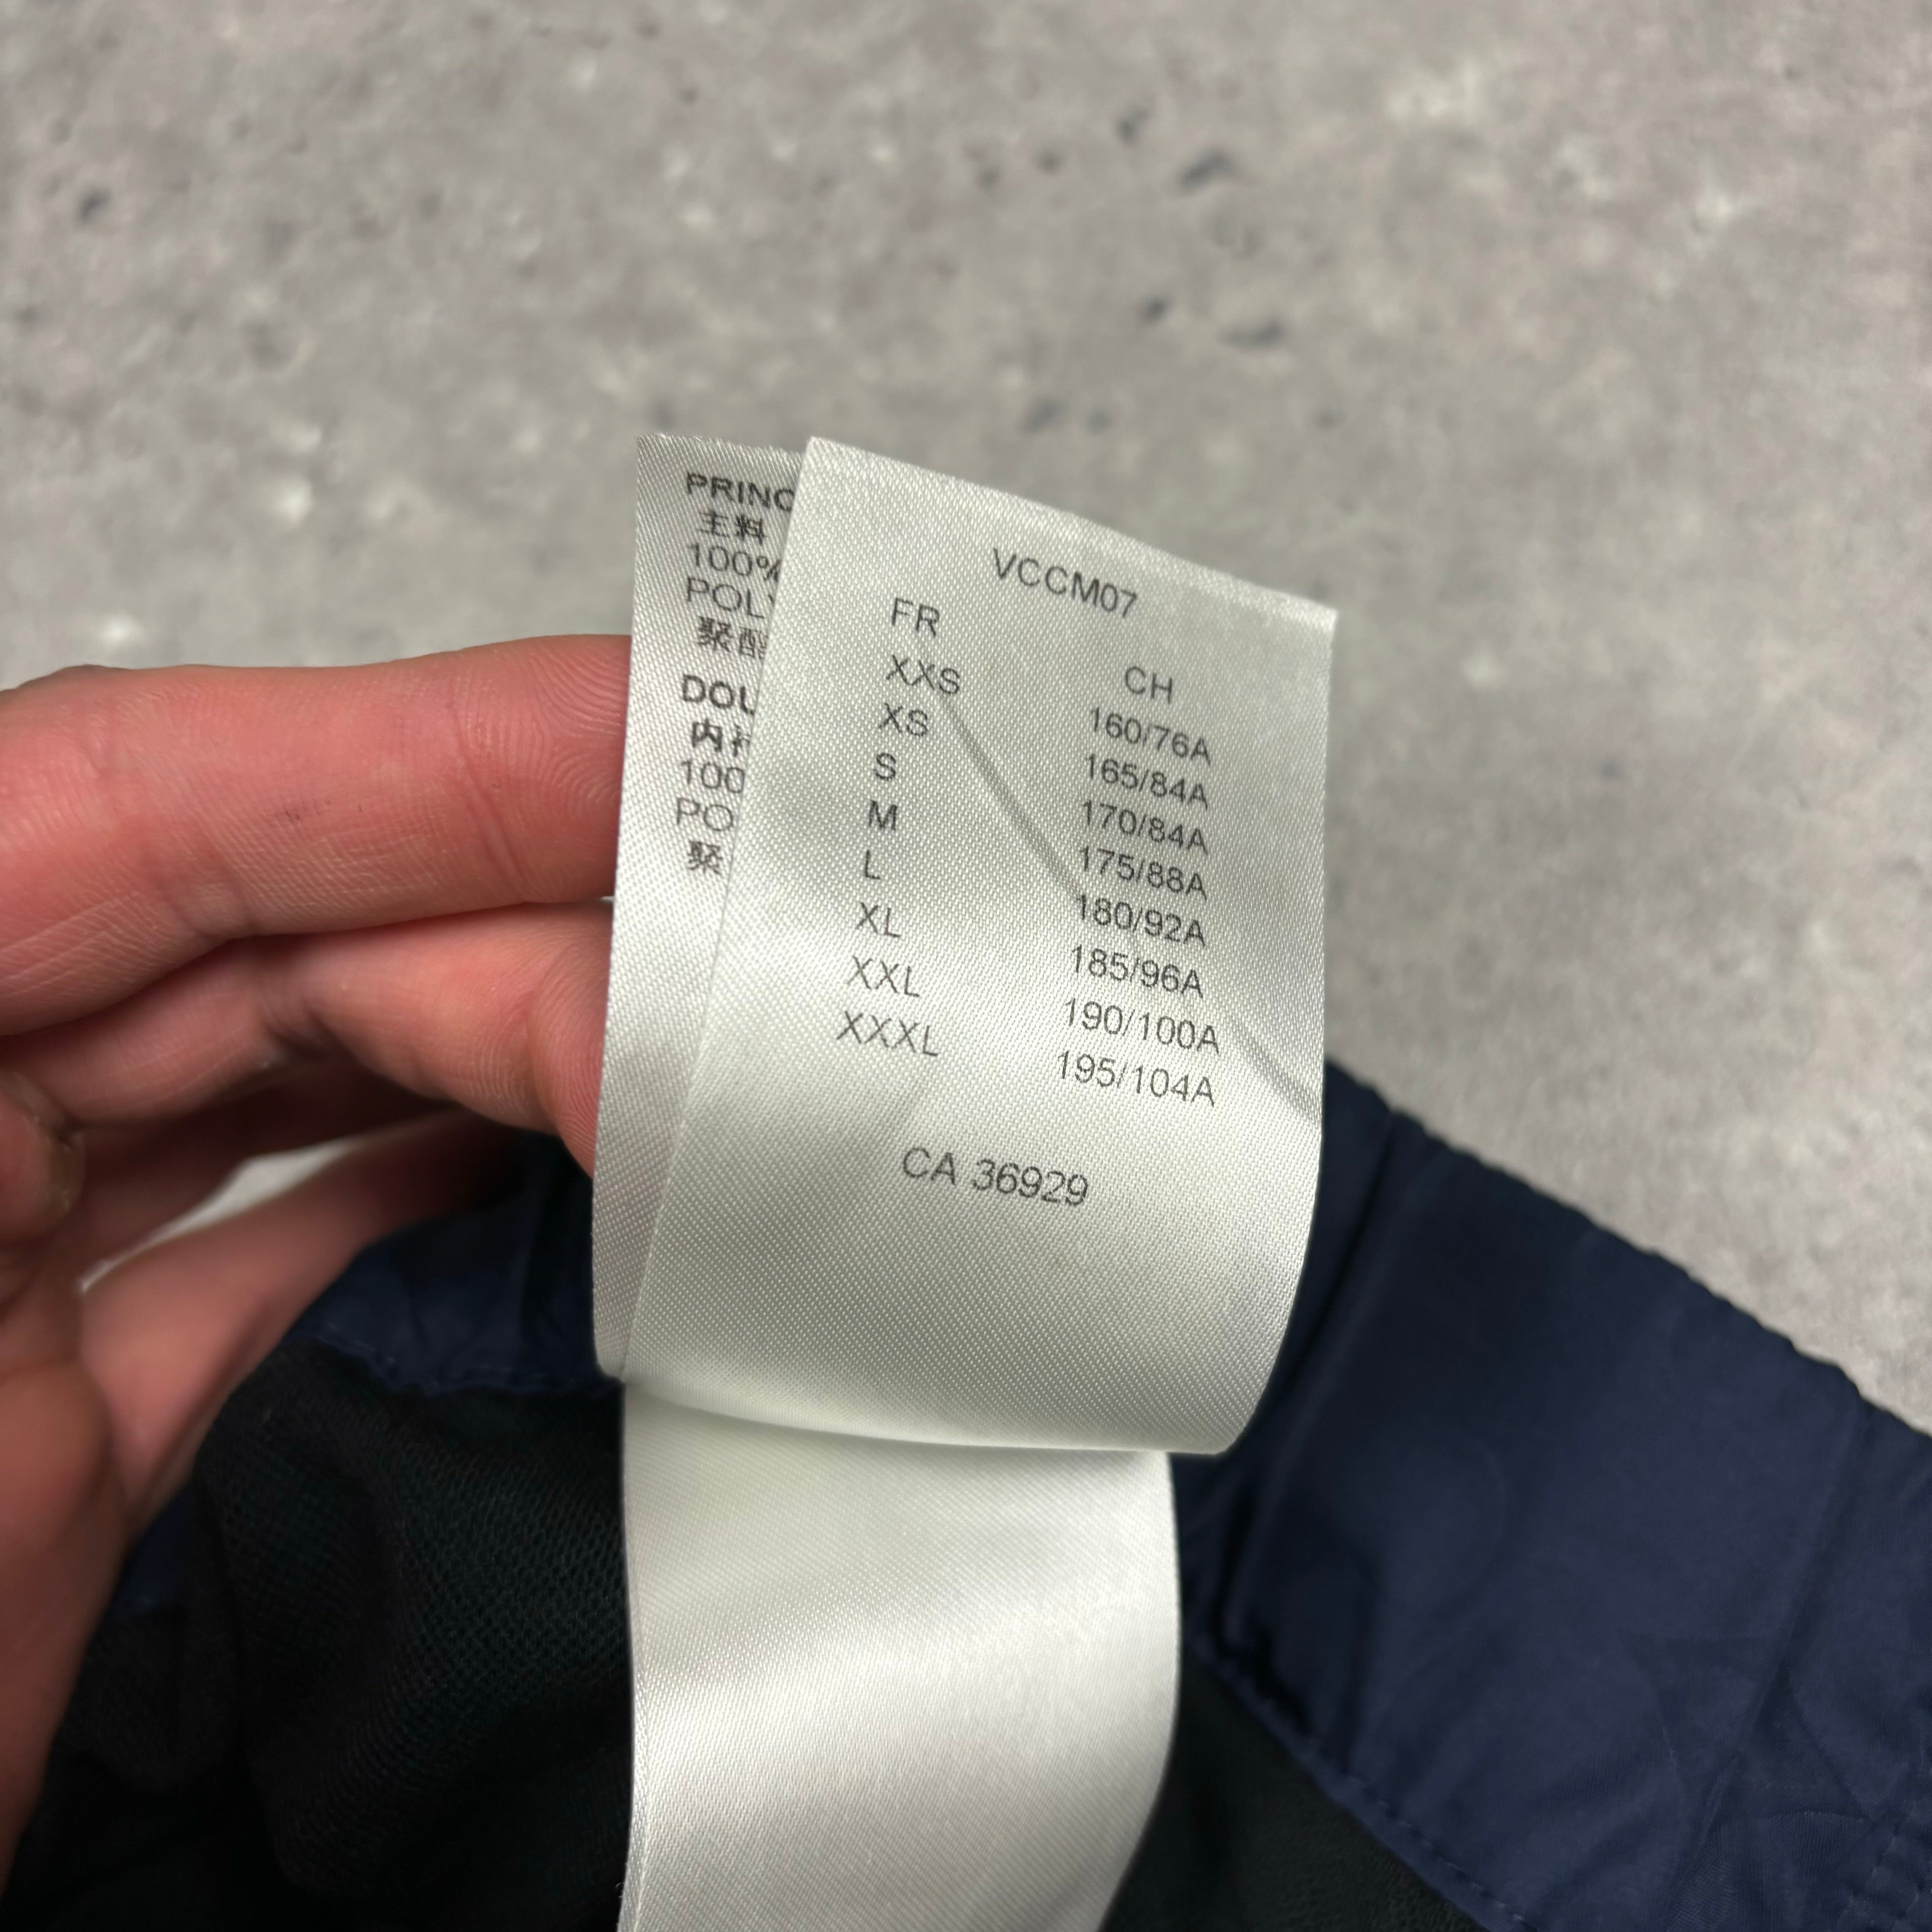 PRINC
主料
100%
POLY
聚酯
DOU
内衬
100
PO
聚
VCCM07
FR CH
XXS 160/76A
XS 165/84A
S 170/84A
M 175/88A
L 180/92A
XL 185/96A
XXL 190/100A
XXXL 195/104A
CA 36929